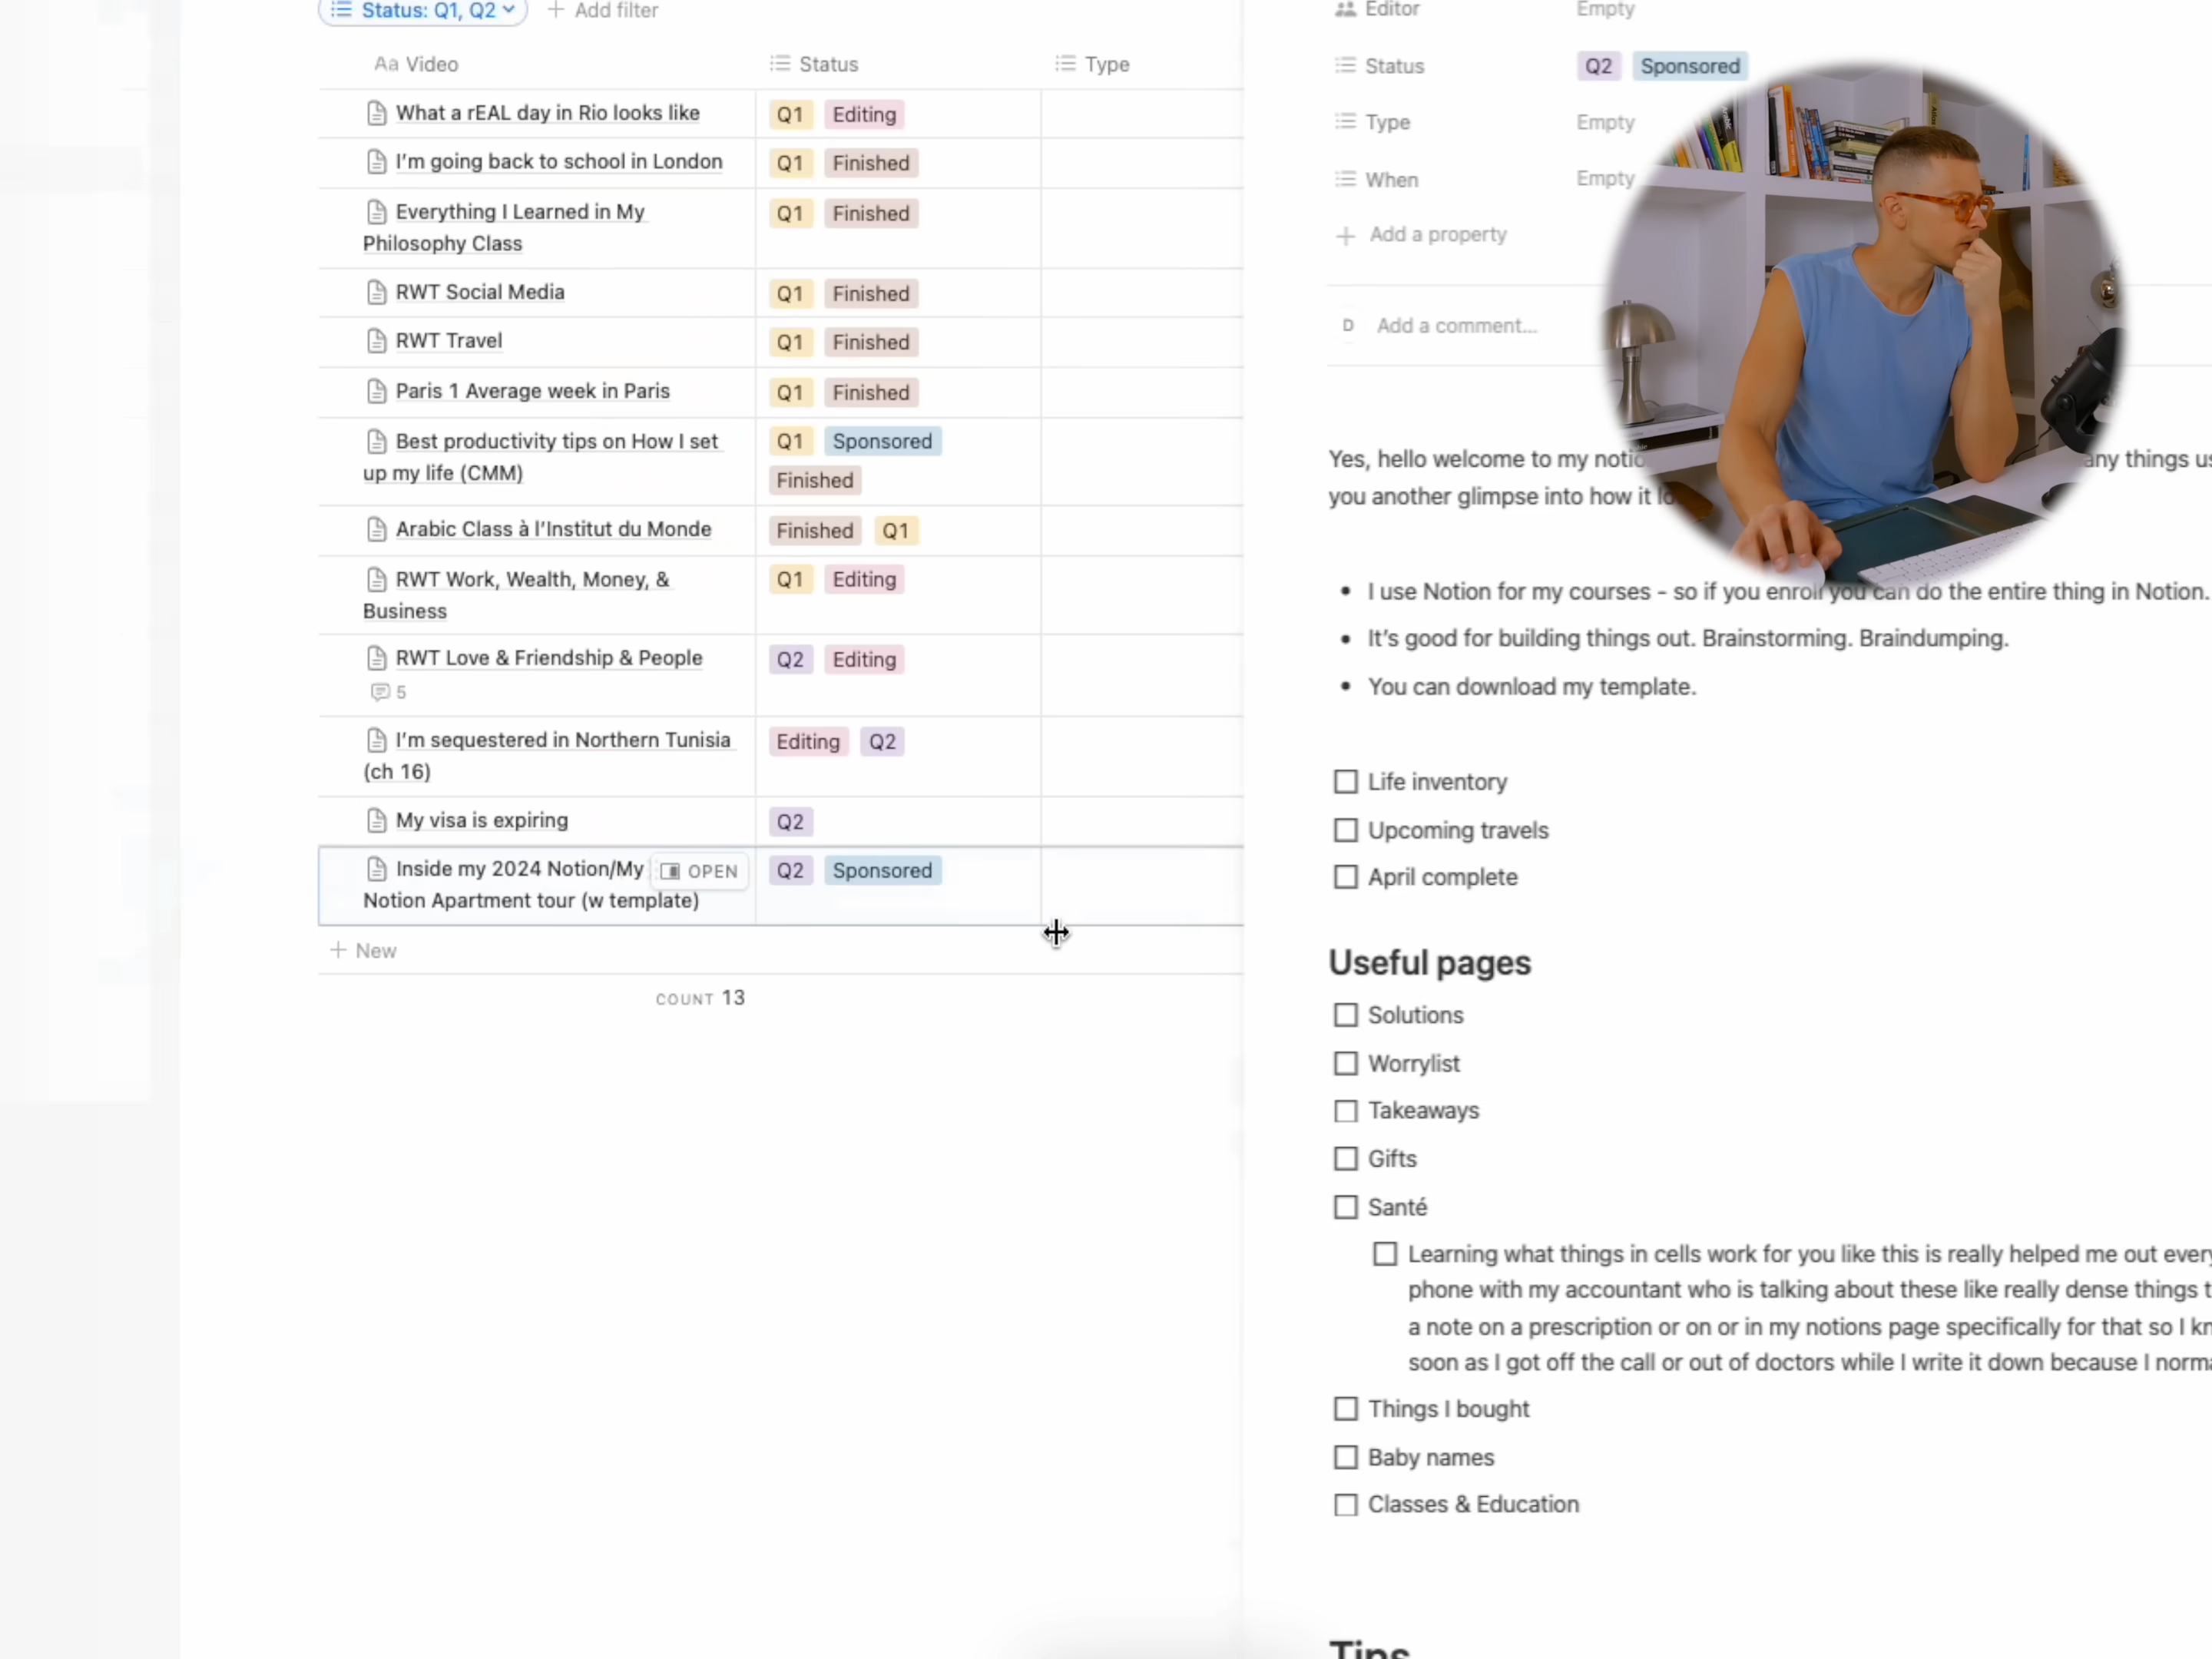 Status: Q1, Q2
+ Add filter
Aa Video
Status
Type
What a rEAL day in Rio looks like
Q1 Editing
I'm going back to school in London
Q1 Finished
Everything I Learned in My
Philosophy Class
Q1 Finished
RWT Social Media
Q1 Finished
RWT Travel
Q1 Finished
Paris 1 Average week in Paris
Q1 Finished
Best productivity tips on How I set
up my life (CMM)
Q1 Sponsored
Finished
Arabic Class à l'Institut du Monde
Finished Q1
RWT Work, Wealth, Money, &
Business
Q1 Editing
RWT Love & Friendship & People
5
Q2 Editing
I'm sequestered in Northern Tunisia
(ch 16)
Editing Q2
My visa is expiring
Q2
Inside my 2024 Notion/My
OPEN
Notion Apartment tour (w template)
Q2 Sponsored
+ New
COUNT 13
Editor Empty
Status Q2 Sponsored
Type Empty
When Empty
+ Add a property
D Add a comment...
Yes, hello welcome to my
any things
you another glimpse into how it
• I use Notion for my courses - so if you enroll you can do the entire thing in Notion.
• It's good for building things out. Brainstorming. Braindumping.
• You can download my template.
Life inventory
Upcoming travels
April complete
Useful pages
Solutions
Worrylist
Takeaways
Gifts
Santé
Learning what things in cells work for you like this is really helped me out
phone with my accountant who is talking about these like really dense things
a note on a prescription or on or in my notions page specifically for that so I
soon as I got off the call or out of doctors while I write it down because I
Things I bought
Baby names
Classes & Education
Tips